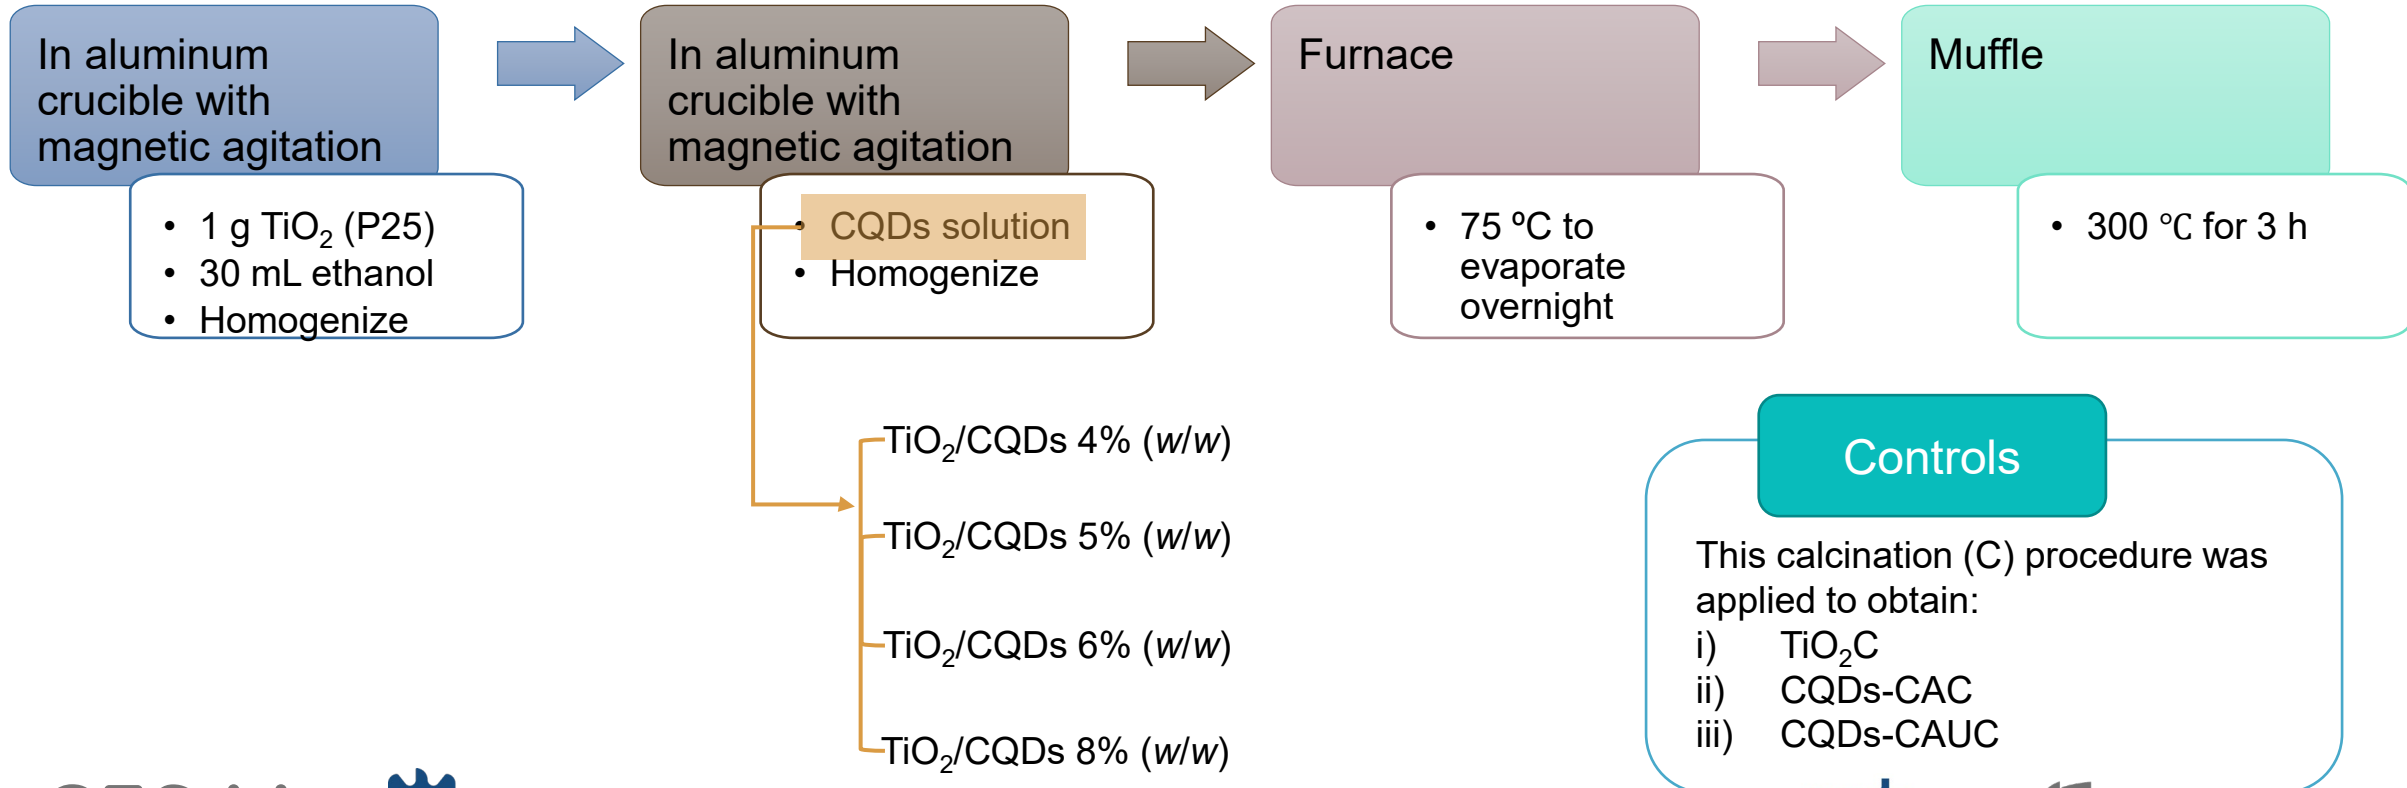 In aluminum
crucible with
magnetic agitation
• 1 g TiO₂ (P25)
• 30 mL ethanol
• Homogenize
In aluminum
crucible with
magnetic agitation
• CQDs solution
• Homogenize
Furnace
• 75 ºC to
evaporate
overnight
Muffle
• 300 ℃ for 3 h
TiO₂/CQDs 4% (w/w)
TiO₂/CQDs 5% (w/w)
TiO₂/CQDs 6% (w/w)
TiO₂/CQDs 8% (w/w)
Controls
This calcination (C) procedure was
applied to obtain:
i) TiO₂C
ii) CQDs-CAC
iii) CQDs-CAUC